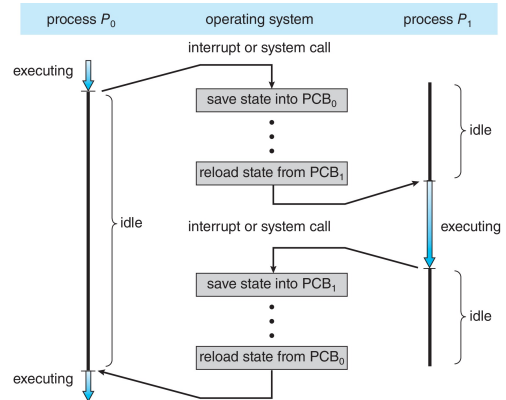 process P₀ operating system process P₁
interrupt or system call
executing
save state into PCB₀
idle
reload state from PCB₁
idle
interrupt or system call
executing
save state into PCB₁
idle
reload state from PCB₀
executing